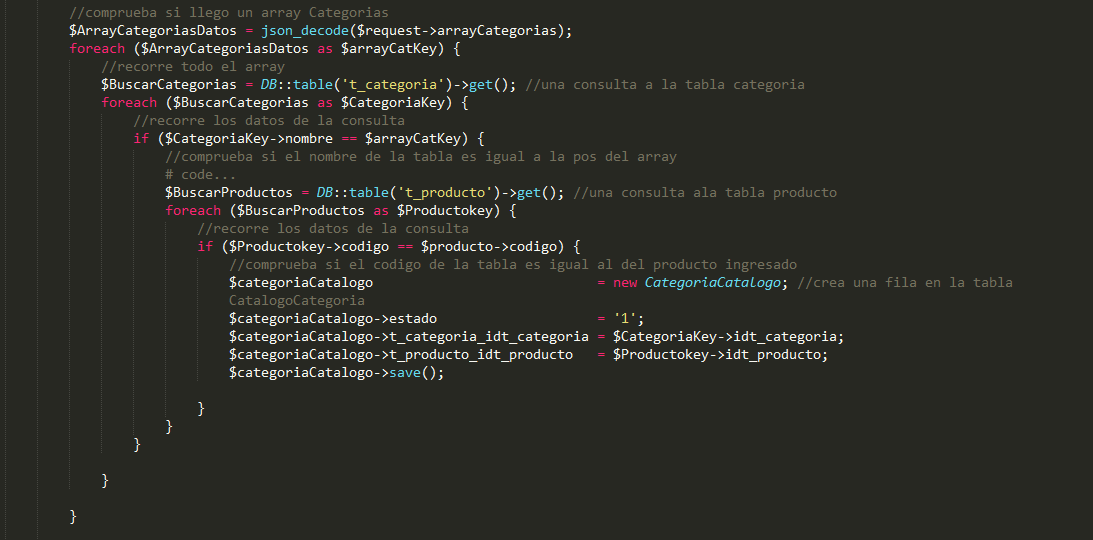 //comprueba si llego un array Categorias
$ArrayCategoriasDatos = json_decode($request->arrayCategorias);
foreach ($ArrayCategoriasDatos as $arrayCatKey) {
//recorre todo el array
$BuscarCategorias = DB::table('t_categoria')->get(); //una consulta a la tabla categoria
foreach ($BuscarCategorias as $CategoriaKey) {
//recorre los datos de la consulta
if ($CategoriaKey->nombre == $arrayCatKey) {
//comprueba si el nombre de la tabla es igual a la pos del array
# code...
$BuscarProductos = DB::table('t_producto')->get(); //una consulta ala tabla producto
foreach ($BuscarProductos as $Productokey) {
//recorre los datos de la consulta
if ($Productokey->codigo == $producto->codigo) {
//comprueba si el codigo de la tabla es igual al del producto ingresado
$categoriaCatalogo = new CategoriaCatalogo; //crea una fila en la tabla
CatalogoCategoria
$categoriaCatalogo->estado = '1';
$categoriaCatalogo->t_categoria_idt_categoria = $CategoriaKey->idt_categoria;
$categoriaCatalogo->t_producto_idt_producto = $Productokey->idt_producto;
$categoriaCatalogo->save();
}
}
}
}
}